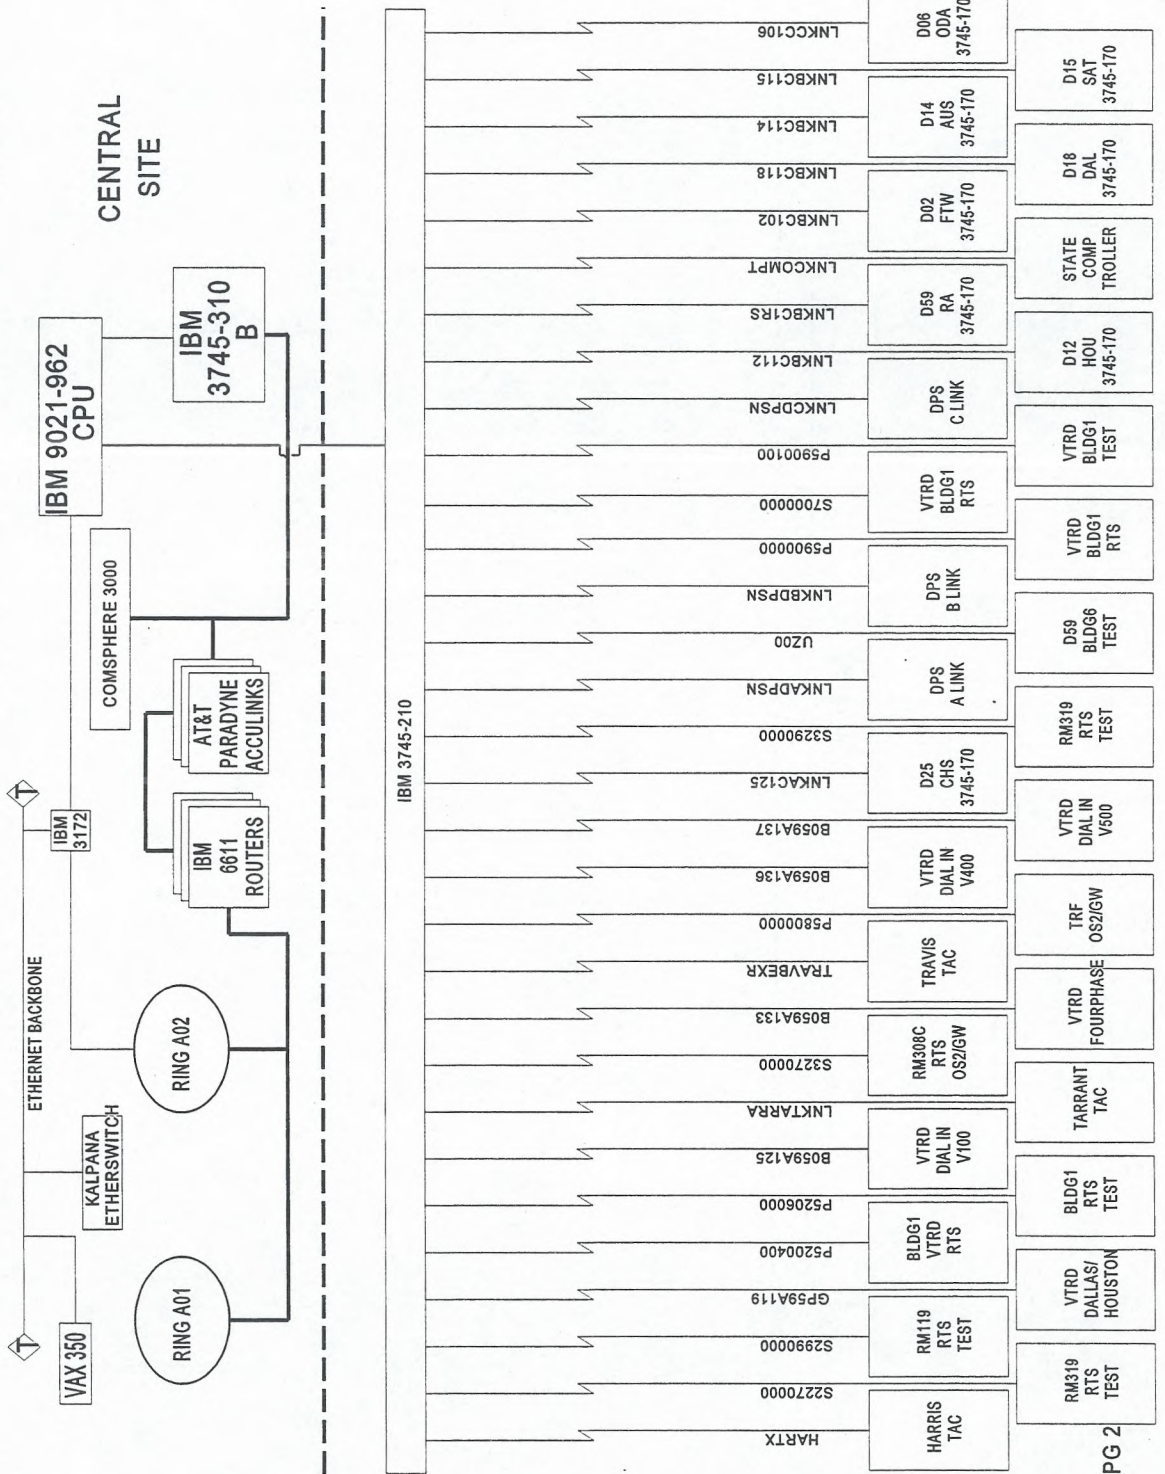 CENTRAL
SITE
IBM 9021-962
CPU
IBM
3745-310
B
COMSPHERE 3000
AT&T
PARADYNE
ACCULINKS
IBM
6611
ROUTERS
IBM
3172
T
ETHERNET BACKBONE
RING A02
KALPANA
ETHERSWITCH
RING A01
VAX 350
T
IBM 3745-210
HARTX
S2270000
S2990000
GP59A119
P5200400
P5206000
B059A125
LNKTARRA
S3270000
B059A133
TRAVBEXR
P5800000
B059A136
B059A137
LNKAC125
S3290000
LNKADPSN
UZ00
LNKBDPSN
P5900000
S7000000
P5900100
LNKCDPSN
LNKBC112
LNKBC1RS
LNKCOMPT
LNKBC102
LNKBC118
LNKBC114
LNKBC115
LNKCC106
HARRIS
TAC
RM119
RTS
TEST
BLDG1
VTRD
RTS
VTRD
DIAL IN
V100
RM308C
RTS
OS2/GW
TRAVIS
TAC
VTRD
DIAL IN
V400
D25
CHS
3745-170
DPS
A LINK
DPS
B LINK
VTRD
BLDG1
RTS
DPS
C LINK
D59
RA
3745-170
D02
FTW
3745-170
D14
AUS
3745-170
D06
ODA
3745-170
RM319
RTS
TEST
VTRD
DALLAS/
HOUSTON
BLDG1
RTS
TEST
TARRANT
TAC
VTRD
FOURPHASE
TRF
OS2/GW
VTRD
DIAL IN
V500
RM319
RTS
TEST
D59
BLDG6
TEST
VTRD
BLDG1
RTS
VTRD
BLDG1
TEST
D12
HOU
3745-170
STATE
COMP
TROLLER
D18
DAL
3745-170
D15
SAT
3745-170
PG 2